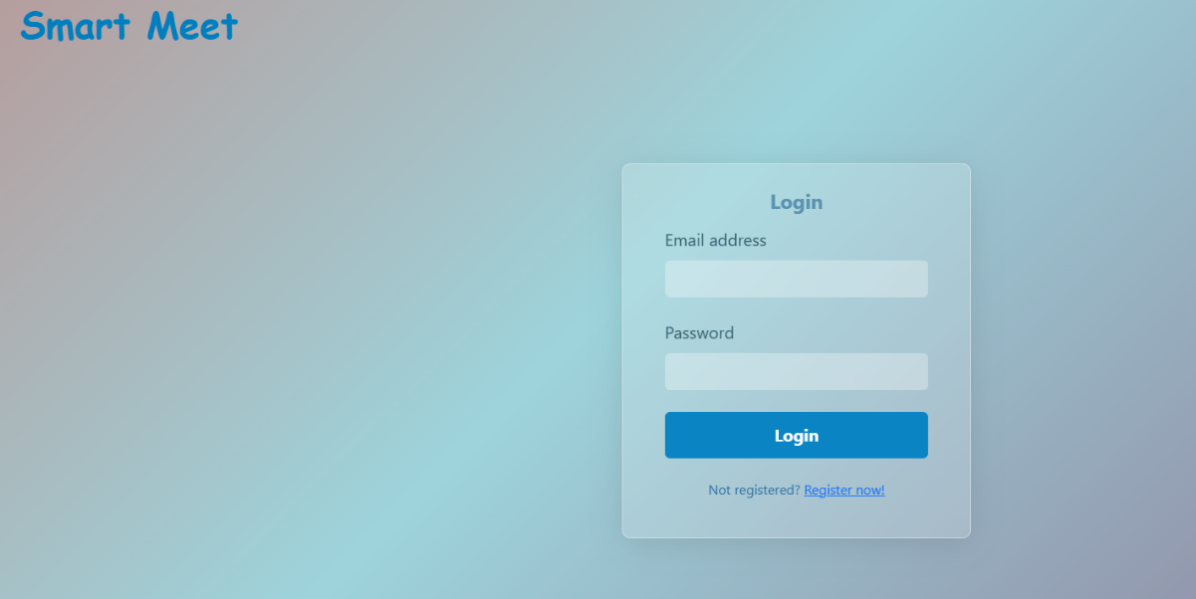 Smart Meet
Login
Email address
Password
Login
Not registered? Register now!